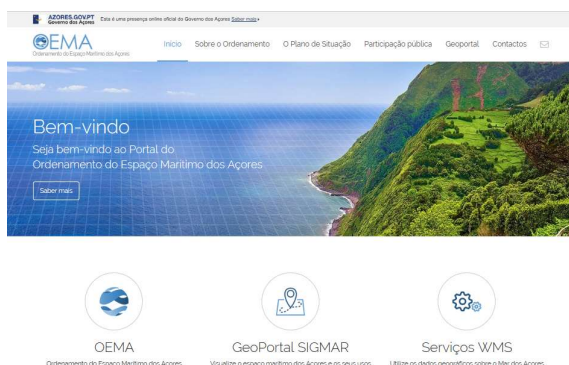 AZORES.GOV.PT
Governo dos Açores
Esta é uma presença online oficial do Governo dos Açores Saber mais
OEMA
Ordenamento do Espaço Marítimo dos Açores
Início Sobre o Ordenamento O Plano de Situação Participação pública Geoportal Contactos
Bem-vindo
Seja bem-vindo ao Portal do
Ordenamento do Espaço Marítimo dos Açores
Saber mais
OEMA GeoPortal SIGMAR Serviços WMS
Ordenamento do Espaço Marítimo dos Açores Visualize o espaço marítimo dos Açores e os seus usos Utilize os dados geográficos sobre o Mar dos Açores